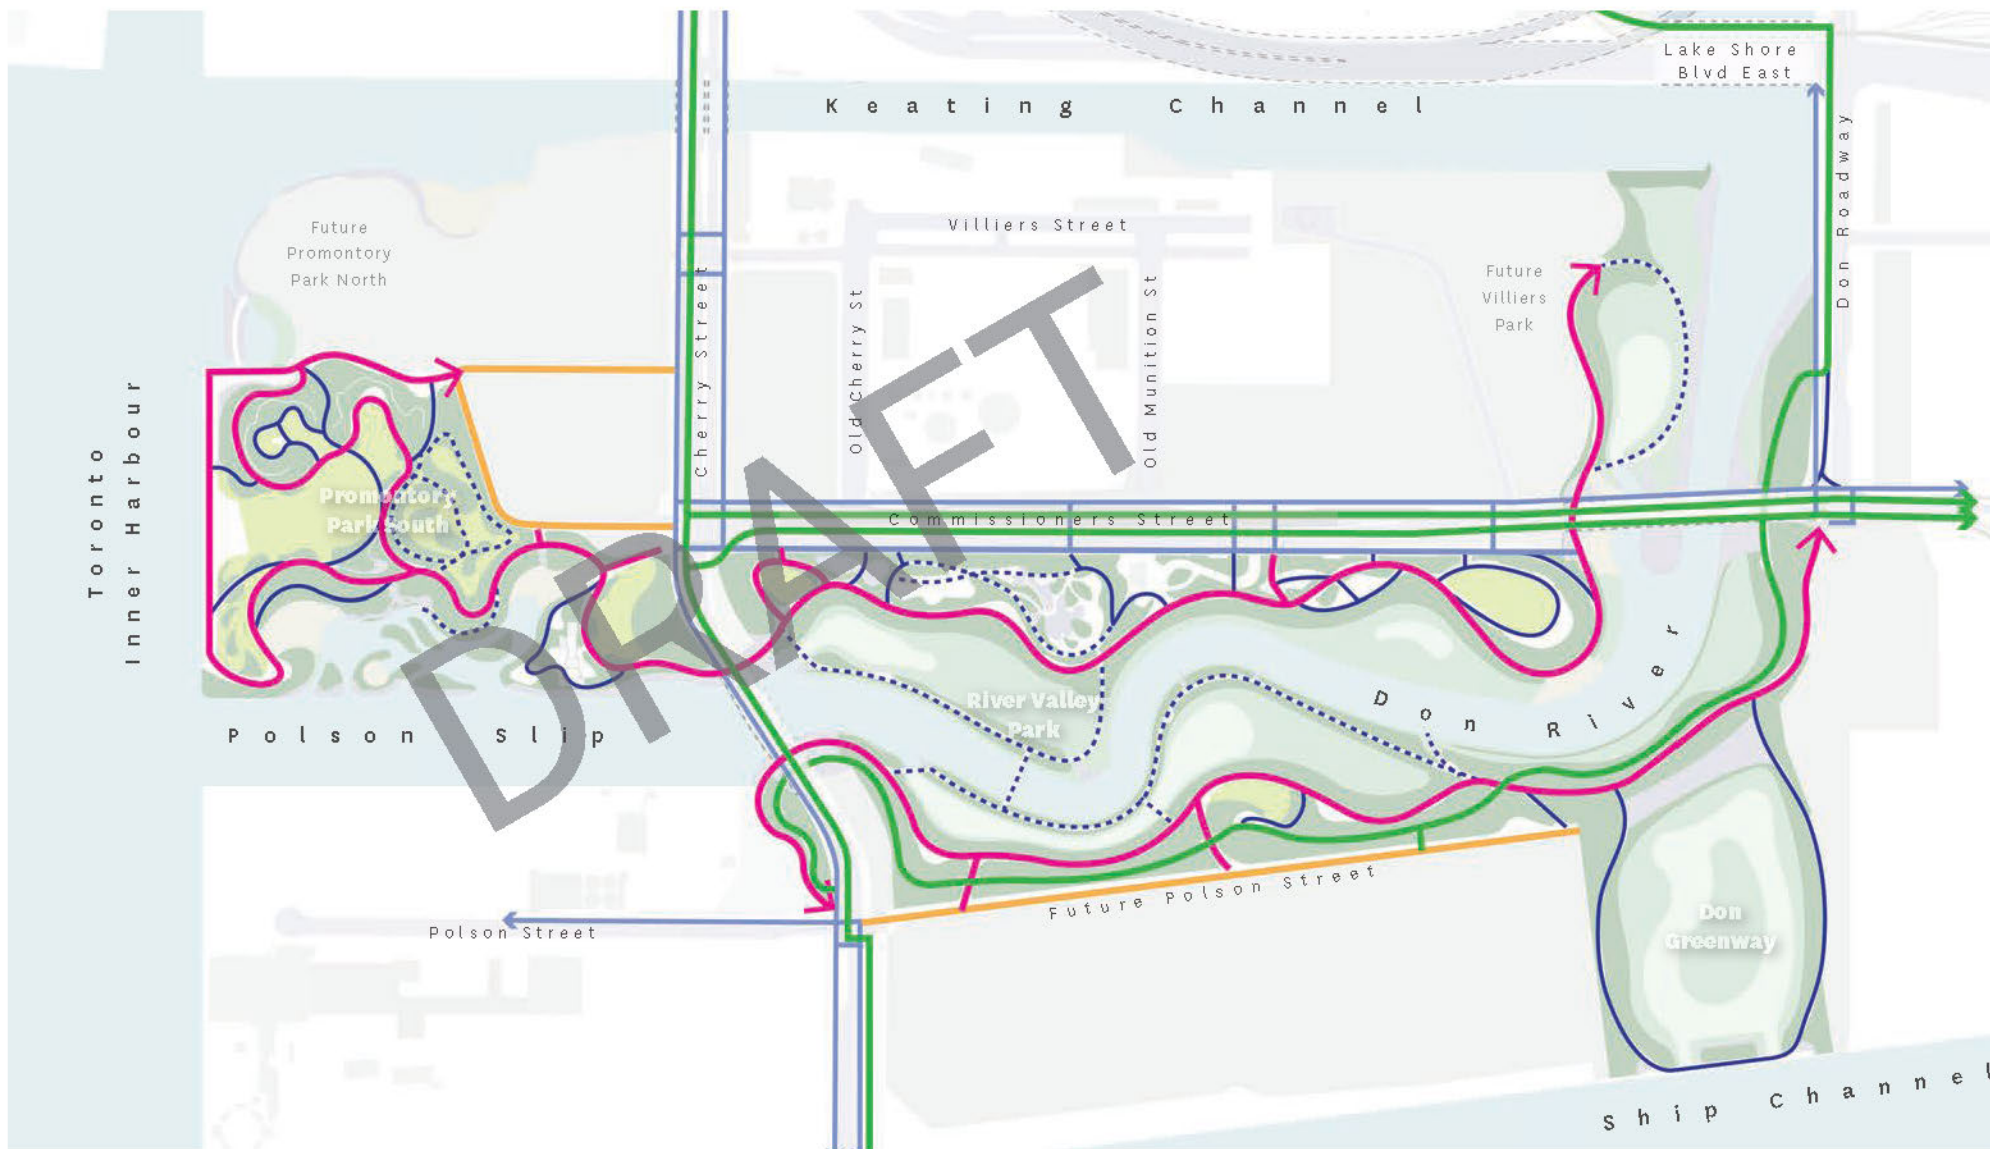 Lake Shore
Blvd East
Keating Channel
Don Roadway
Future
Promontory
Park North
Villiers Street
Future
Villiers
Park
Cherry Street
Old Cherry St
Old Munition St
Toronto
Inner Harbour
Promontory
Park South
Commissioners Street
DRAFT
River Valley
Park
Don River
Polson Slip
Future Polson Street
Polson Street
Don
Greenway
Ship Channel